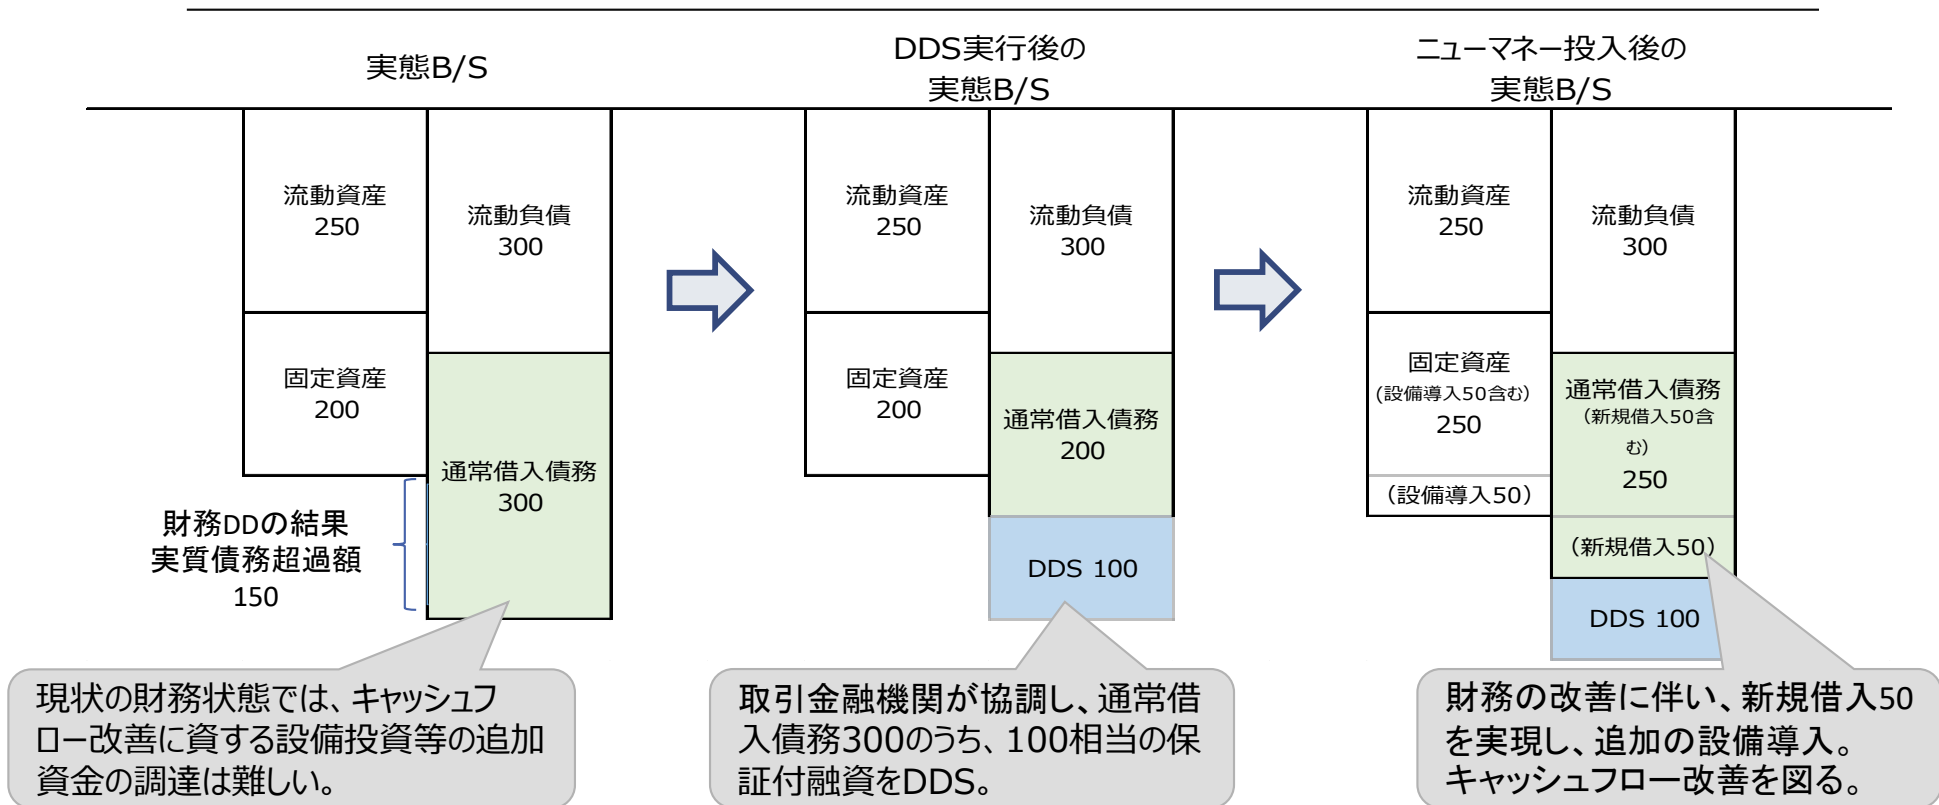 実態B/S
DDS実行後の
実態B/S
ニューマネー投入後の
実態B/S
流動資産
250
流動負債
300
固定資産
200
通常借入債務
300
財務DDの結果
実質債務超過額
150
現状の財務状態では、キャッシュフ
ロー改善に資する設備投資等の追加
資金の調達は難しい。
流動資産
250
流動負債
300
固定資産
200
通常借入債務
200
DDS 100
取引金融機関が協調し、通常借
入債務300のうち、100相当の保
証付融資をDDS。
流動資産
250
流動負債
300
固定資産
(設備導入50含む)
250
(設備導入50)
通常借入債務
(新規借入50含
む)
250
(新規借入50)
DDS 100
財務の改善に伴い、新規借入50
を実現し、追加の設備導入。
キャッシュフロー改善を図る。